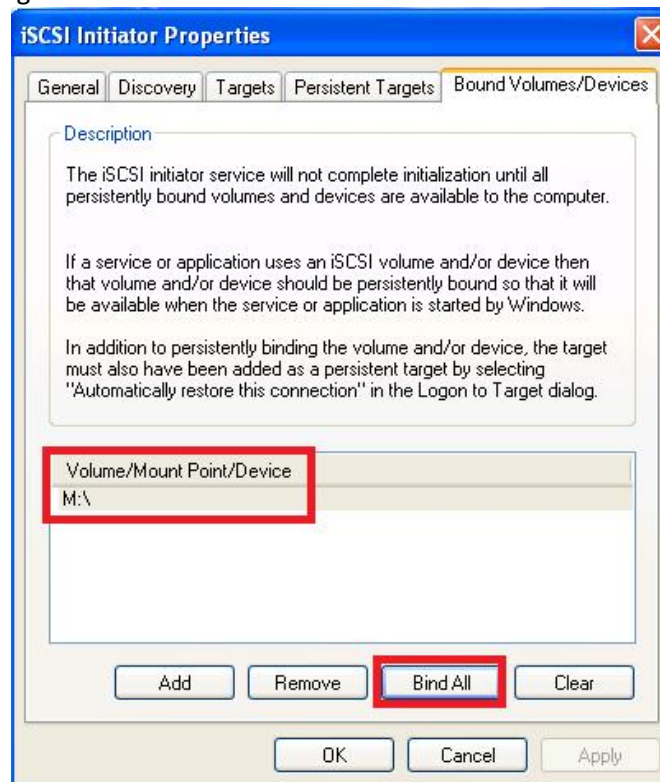 iSCSI Initiator Properties
General Discovery Targets Persistent Targets Bound Volumes/Devices
Description
The iSCSI initiator service will not complete initialization until all
persistently bound volumes and devices are available to the computer.
If a service or application uses an iSCSI volume and/or device then
that volume and/or device should be persistently bound so that it will
be available when the service or application is started by Windows.
In addition to persistently binding the volume and/or device, the target
must also have been added as a persistent target by selecting
"Automatically restore this connection" in the Logon to Target dialog.
Volume/Mount Point/Device
M:\
Add Remove Bind All Clear
OK Cancel Apply